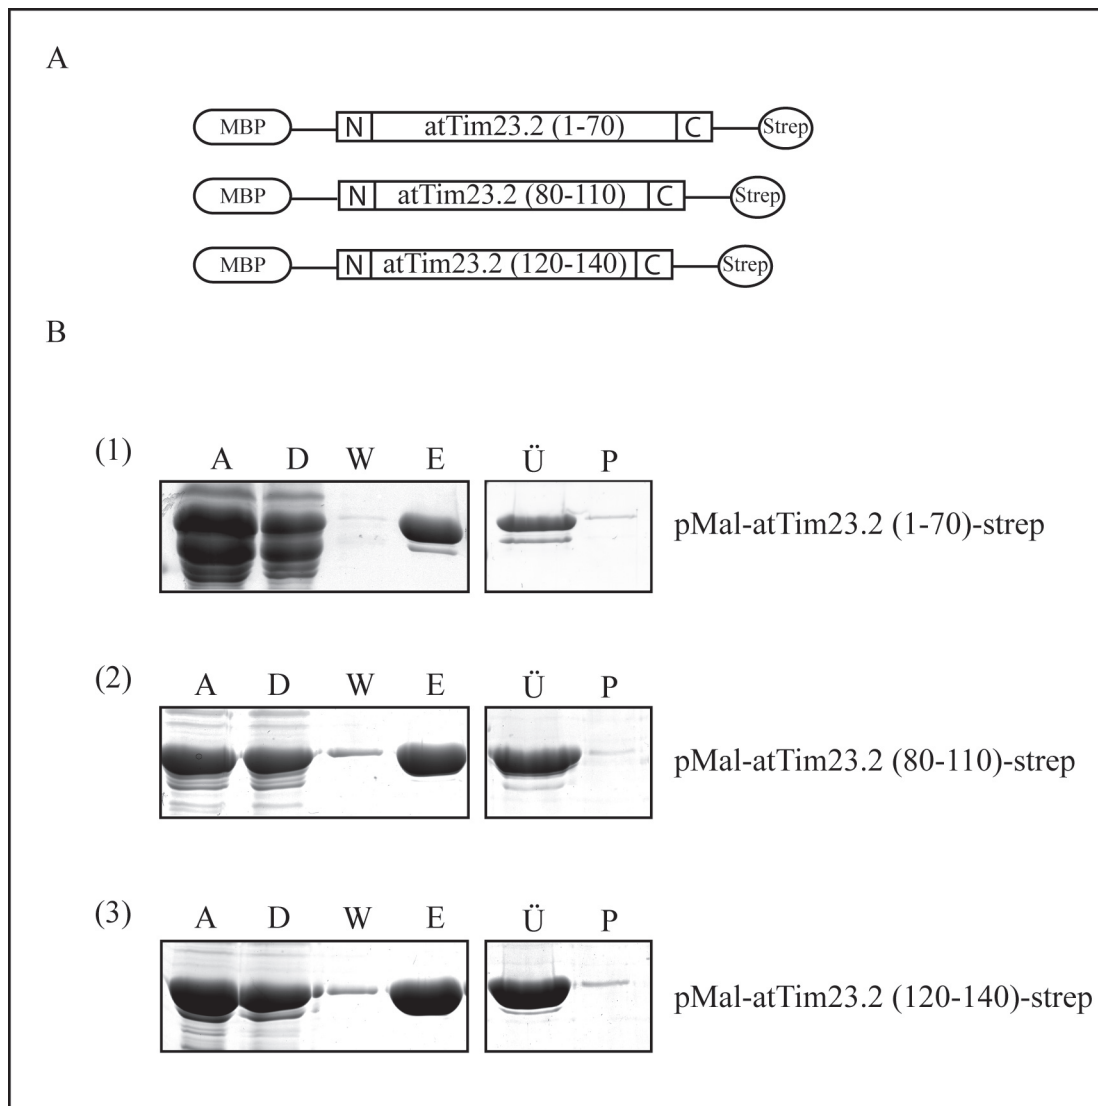 A
MBP N atTim23.2 (1-70) C Strep
MBP N atTim23.2 (80-110) C Strep
MBP N atTim23.2 (120-140) C Strep
B
(1) A D W E Ü P
pMal-atTim23.2 (1-70)-strep
(2) A D W E Ü P
pMal-atTim23.2 (80-110)-strep
(3) A D W E Ü P
pMal-atTim23.2 (120-140)-strep